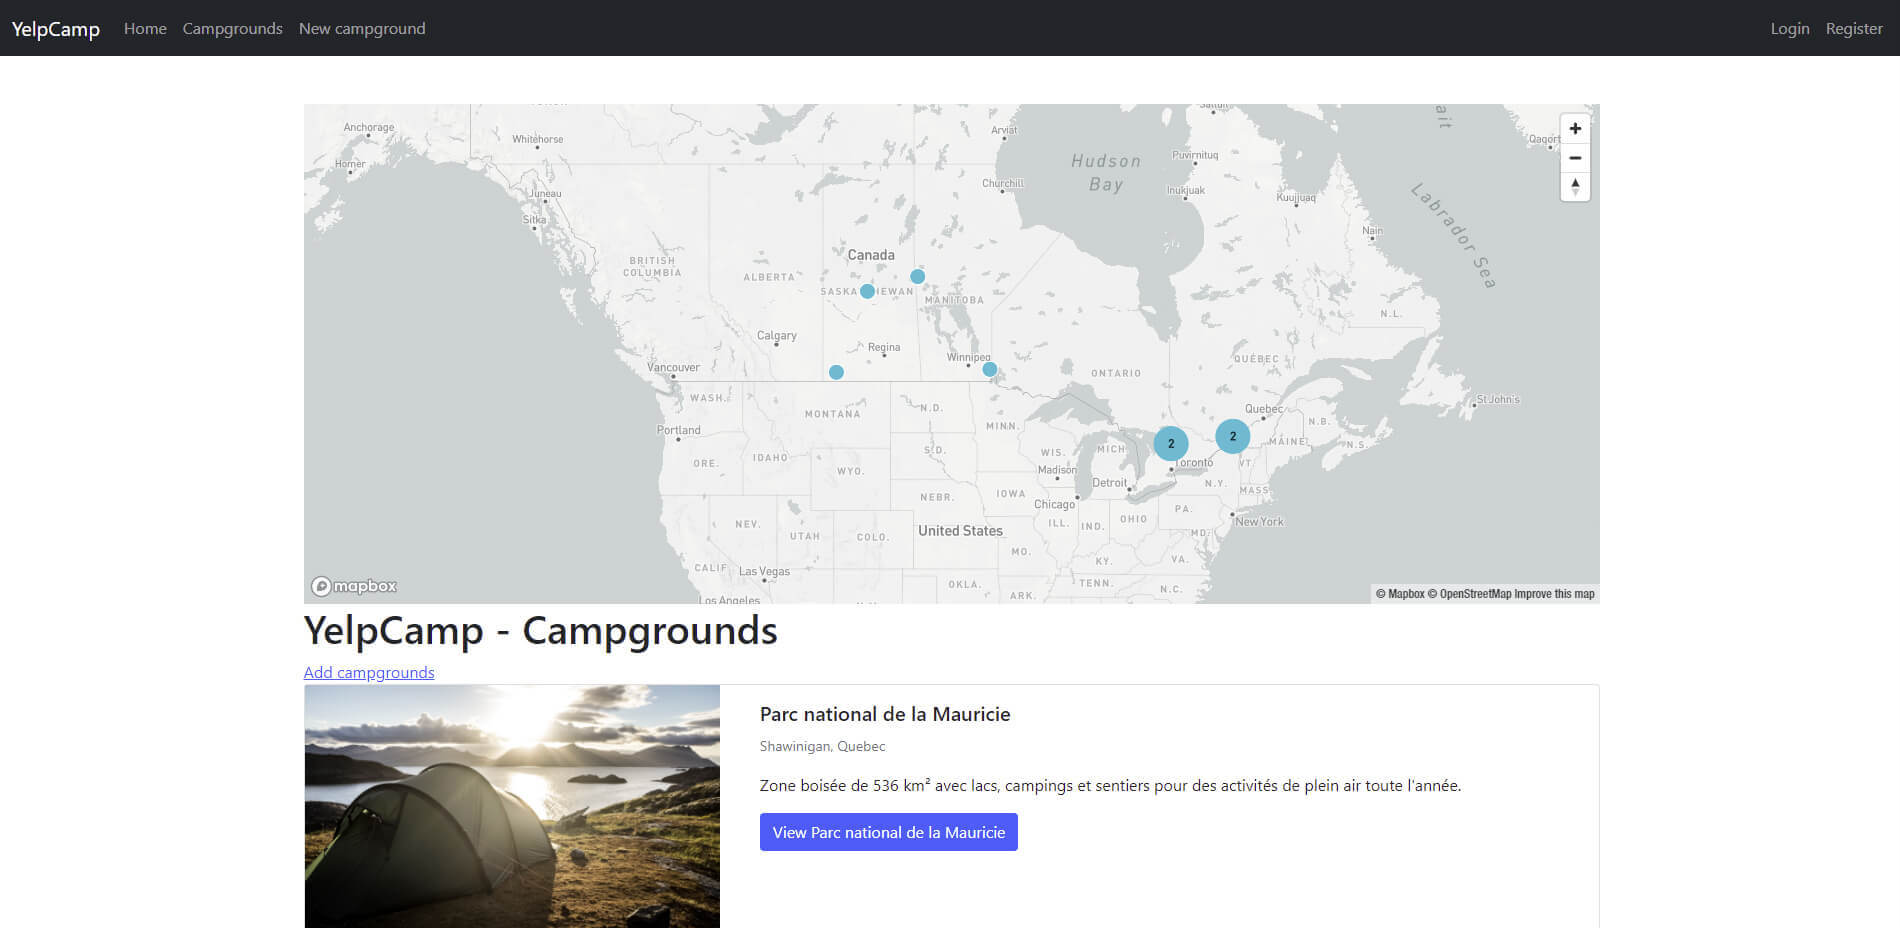 YelpCamp Home Campgrounds New campground Login Register
Anchorage
Homer
Whitehorse
Juneau
Sitka
Arviat
Churchill
Hudson
Bay
Puvirnituq
Inukjuak
Kuujjuaq
Nain
Labrador Sea
Canada
BRITISH
COLUMBIA
ALBERTA
MANITOBA
N.L.
Calgary
Regina
Winnipeg
Vancouver
ONTARIO
QUÉBEC
WASH.
MONTANA
N.D.
MINN.
Quebec
N.B.
St John's
Portland
2
2
MAINE
N.S.
ORE.
IDAHO
WYO.
S.D.
WIS.
MICH.
Toronto
VT.
Madison
Detroit
N.Y.
MASS.
NEBR.
IOWA
Chicago
PA.
New York
NEV.
UTAH
COLO.
United States
ILL.
IND.
OHIO
MD.
MO.
KY.
VA.
CALIF.
Las Vegas
OKLA.
TENN.
N.C.
ARK.
Los Angeles
mapbox
© Mapbox © OpenStreetMap Improve this map
YelpCamp - Campgrounds
Add campgrounds
Parc national de la Mauricie
Shawinigan, Quebec
Zone boisée de 536 km² avec lacs, campings et sentiers pour des activités de plein air toute l'année.
View Parc national de la Mauricie